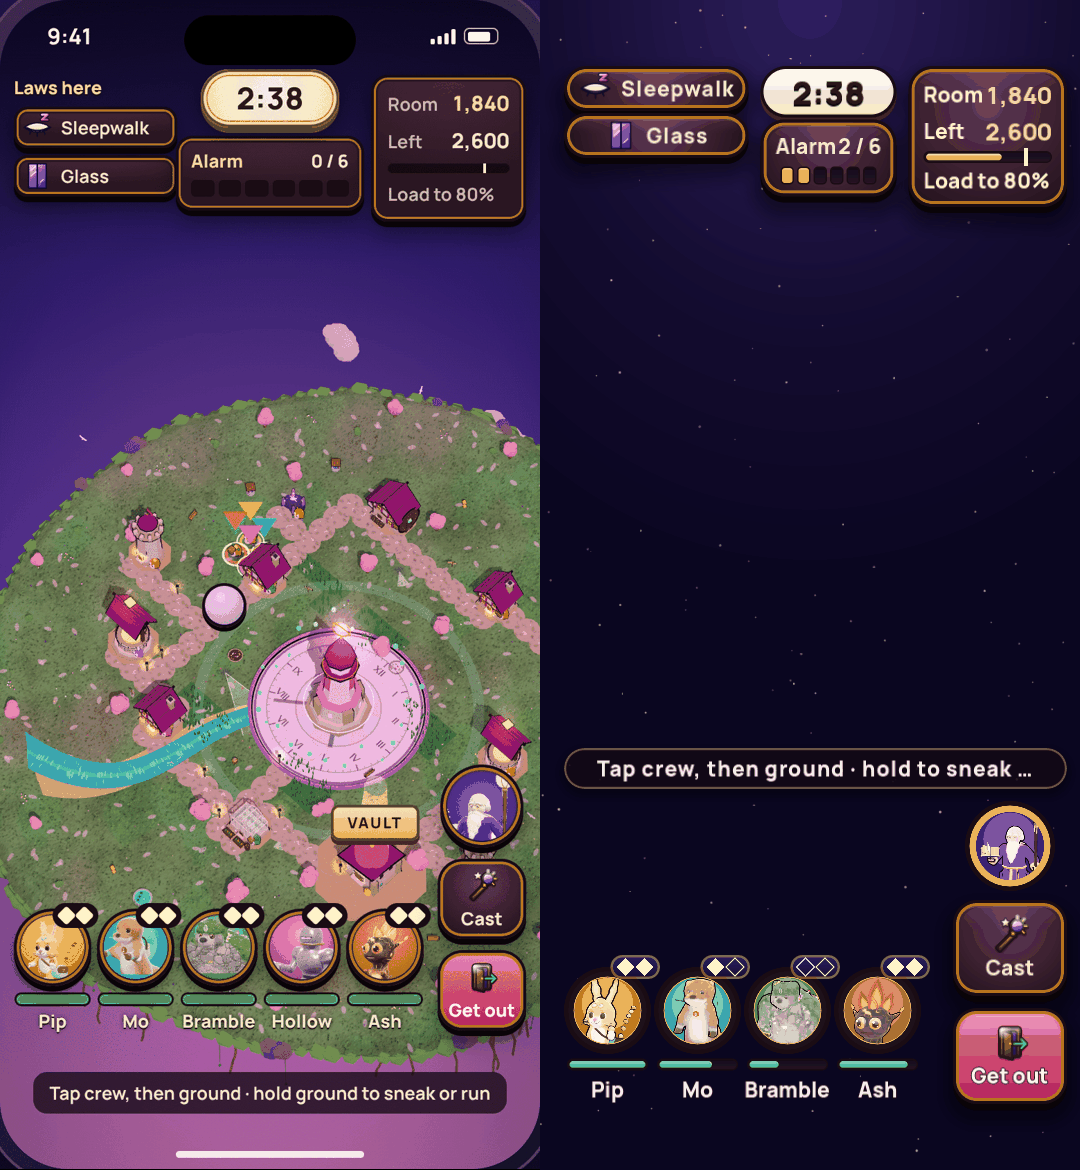 9:41
Laws here
Sleepwalk
Glass
2:38
Alarm 0 / 6
Room 1,840
Left 2,600
Load to 80%
VAULT
Cast
Get out
Pip
Mo
Bramble
Hollow
Ash
Tap crew, then ground · hold ground to sneak or run
Sleepwalk
Glass
2:38
Alarm 2 / 6
Room 1,840
Left 2,600
Load to 80%
Tap crew, then ground · hold to sneak ...
Cast
Get out
Pip
Mo
Bramble
Ash